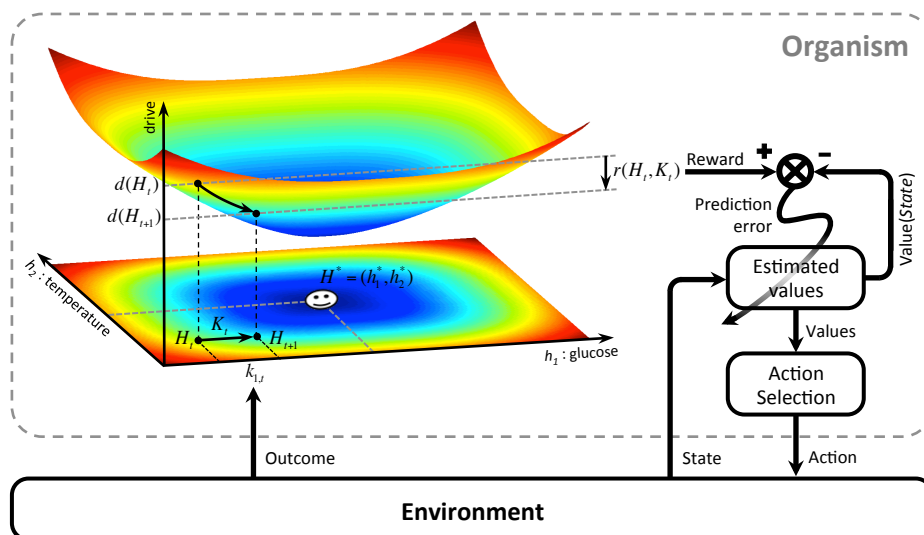 Organism
drive
d(H_t)
d(H_{t+1})
r(H_t, K_t)
Reward
+
−
Prediction
error
Value(State)
Estimated
values
Values
Action
Selection
h_2 : temperature
H^* = (h_1^*, h_2^*)
K_t
H_t
H_{t+1}
h_1 : glucose
k_{1,t}
Outcome
State
Action
Environment